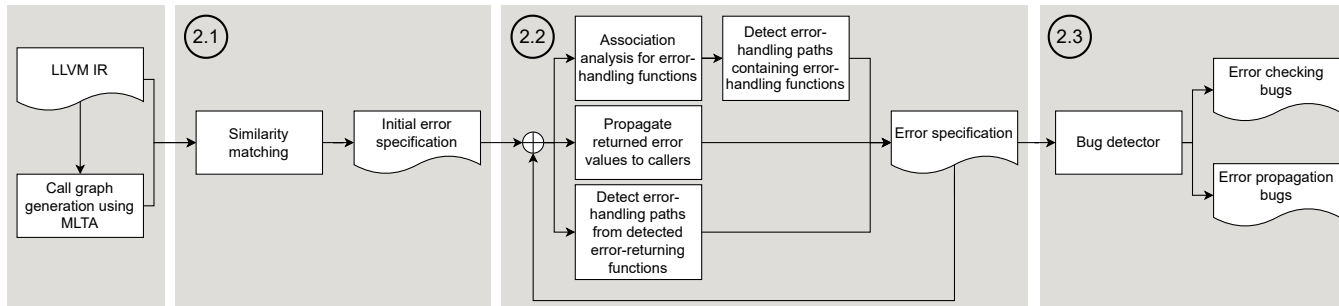 LLVM IR
Call graph
generation using
MLTA
2.1
Similarity
matching
Initial error
specification
2.2
Association
analysis for error-
handling functions
Detect error-
handling paths
containing error-
handling functions
Propagate
returned error
values to callers
Detect error-
handling paths
from detected
error-returning
functions
Error specification
2.3
Bug detector
Error checking
bugs
Error propagation
bugs